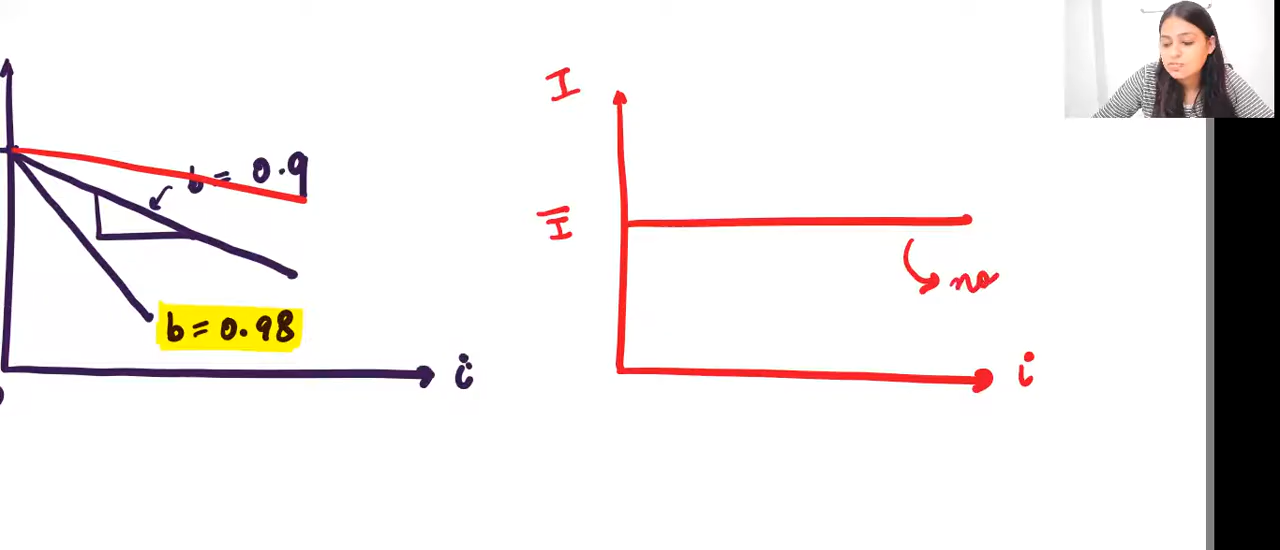 b = 0.9
b = 0.98
i
I
Ī
no
i